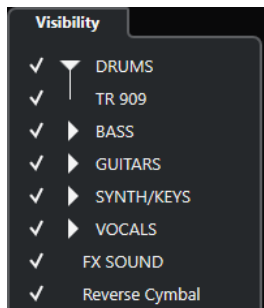 Visibility
DRUMS
TR 909
BASS
GUITARS
SYNTH/KEYS
VOCALS
FX SOUND
Reverse Cymbal